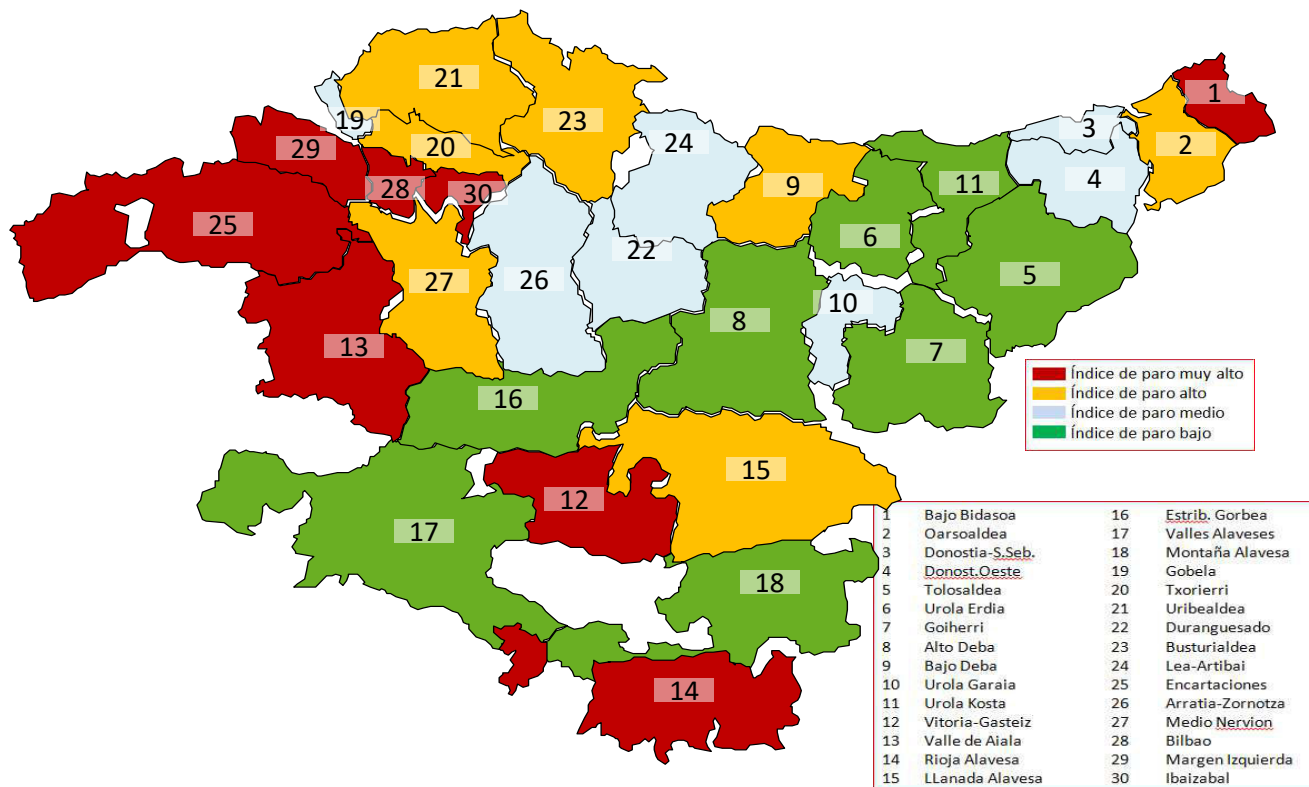 21
1
23
19
3
24
20
2
29
4
9
11
28
30
25
6
22
5
26
27
10
8
13
7
Índice de paro muy alto
Índice de paro alto
16
Índice de paro medio
Índice de paro bajo
15
12
17
18
14
1 Bajo Bidasoa 16 Estrib. Gorbea
2 Oarsoaldea 17 Valles Alaveses
3 Donostia-S.Seb. 18 Montaña Alavesa
4 Donost.Oeste 19 Gobela
5 Tolosaldea 20 Txorierri
6 Urola Erdia 21 Uribealdea
7 Goiherri 22 Duranguesado
8 Alto Deba 23 Busturialdea
9 Bajo Deba 24 Lea-Artibai
10 Urola Garaia 25 Encartaciones
11 Urola Kosta 26 Arratia-Zornotza
12 Vitoria-Gasteiz 27 Medio Nervion
13 Valle de Aiala 28 Bilbao
14 Rioja Alavesa 29 Margen Izquierda
15 LLanada Alavesa 30 Ibaizabal